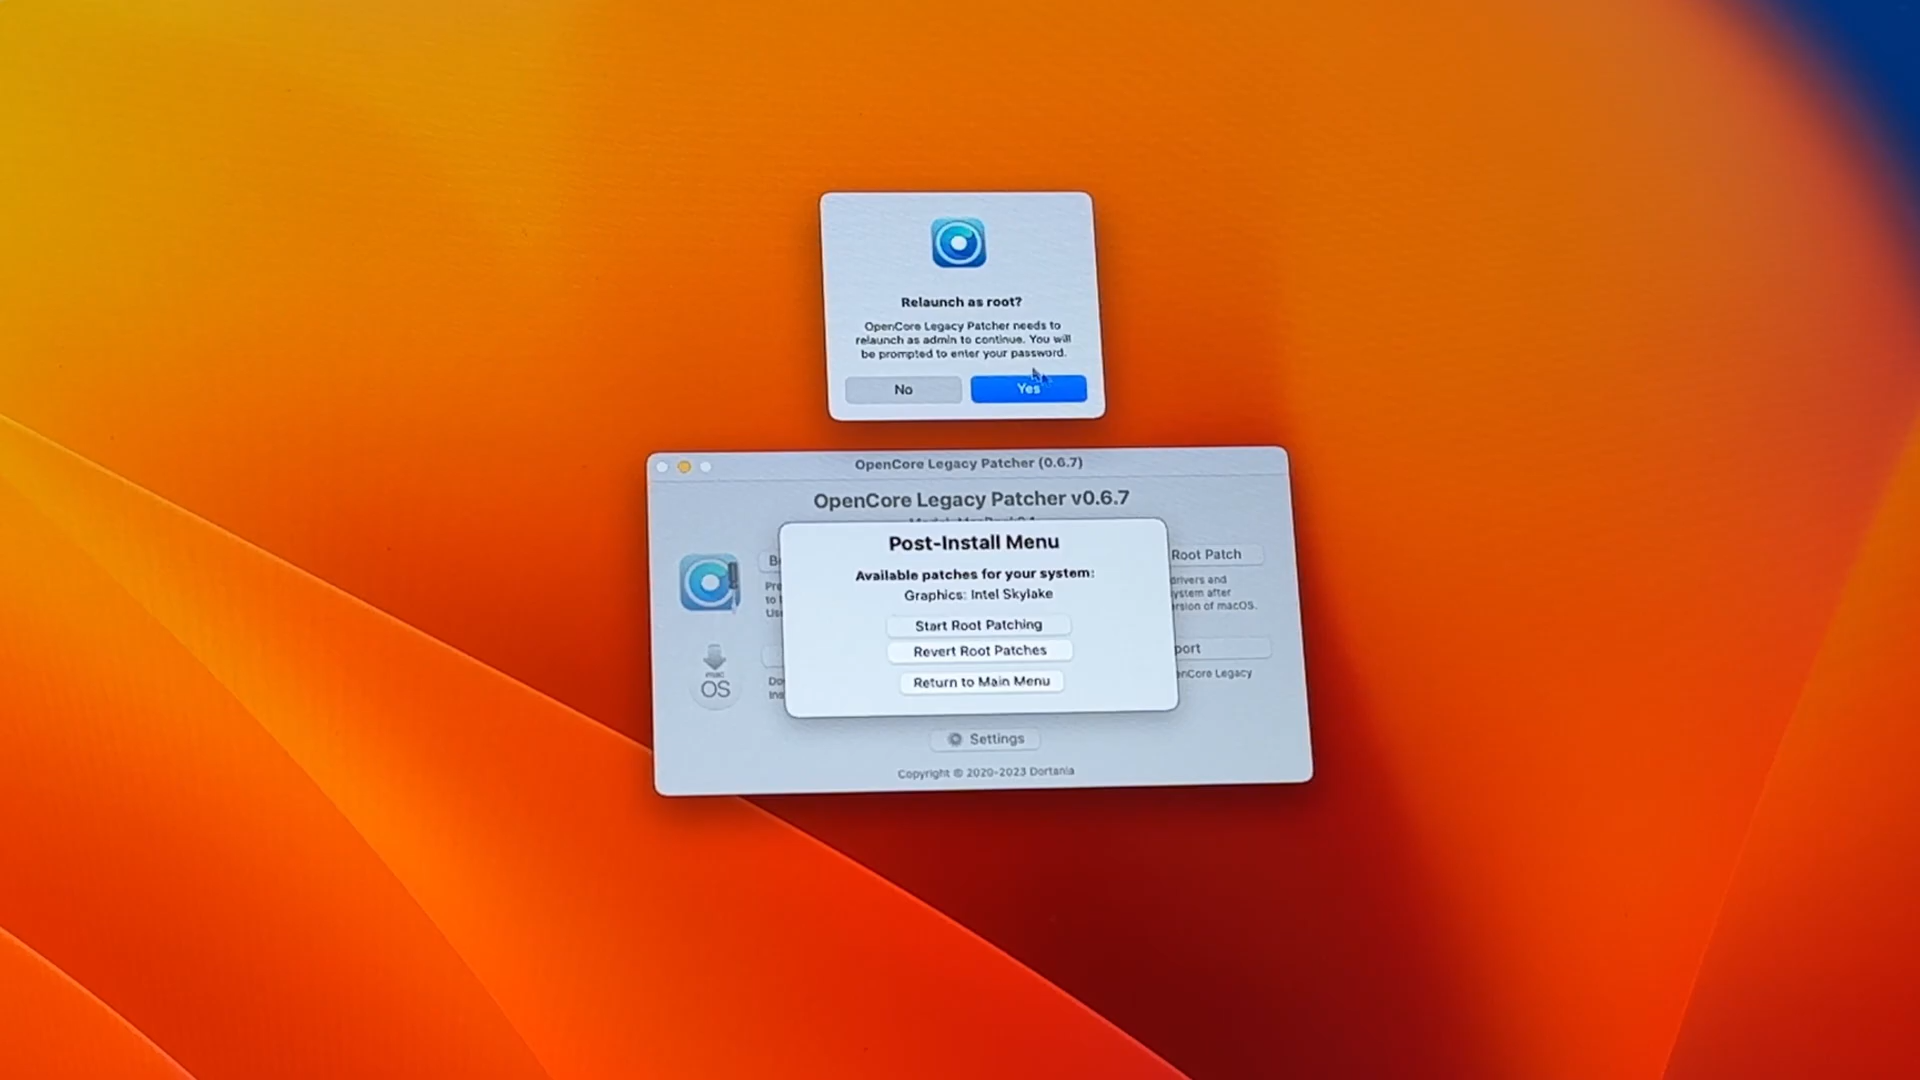 Relaunch as root?
OpenCore Legacy Patcher needs to
relaunch as admin to continue. You will
be prompted to enter your password.
No
Yes
OpenCore Legacy Patcher (0.6.7)
OpenCore Legacy Patcher v0.6.7
Post-Install Menu
Available patches for your system:
Graphics: Intel Skylake
Start Root Patching
Revert Root Patches
Return to Main Menu
Root Patch
drivers and
ystem after
rsion of macOS.
port
enCore Legacy
mac
OS
Settings
Copyright © 2020-2023 Dortania